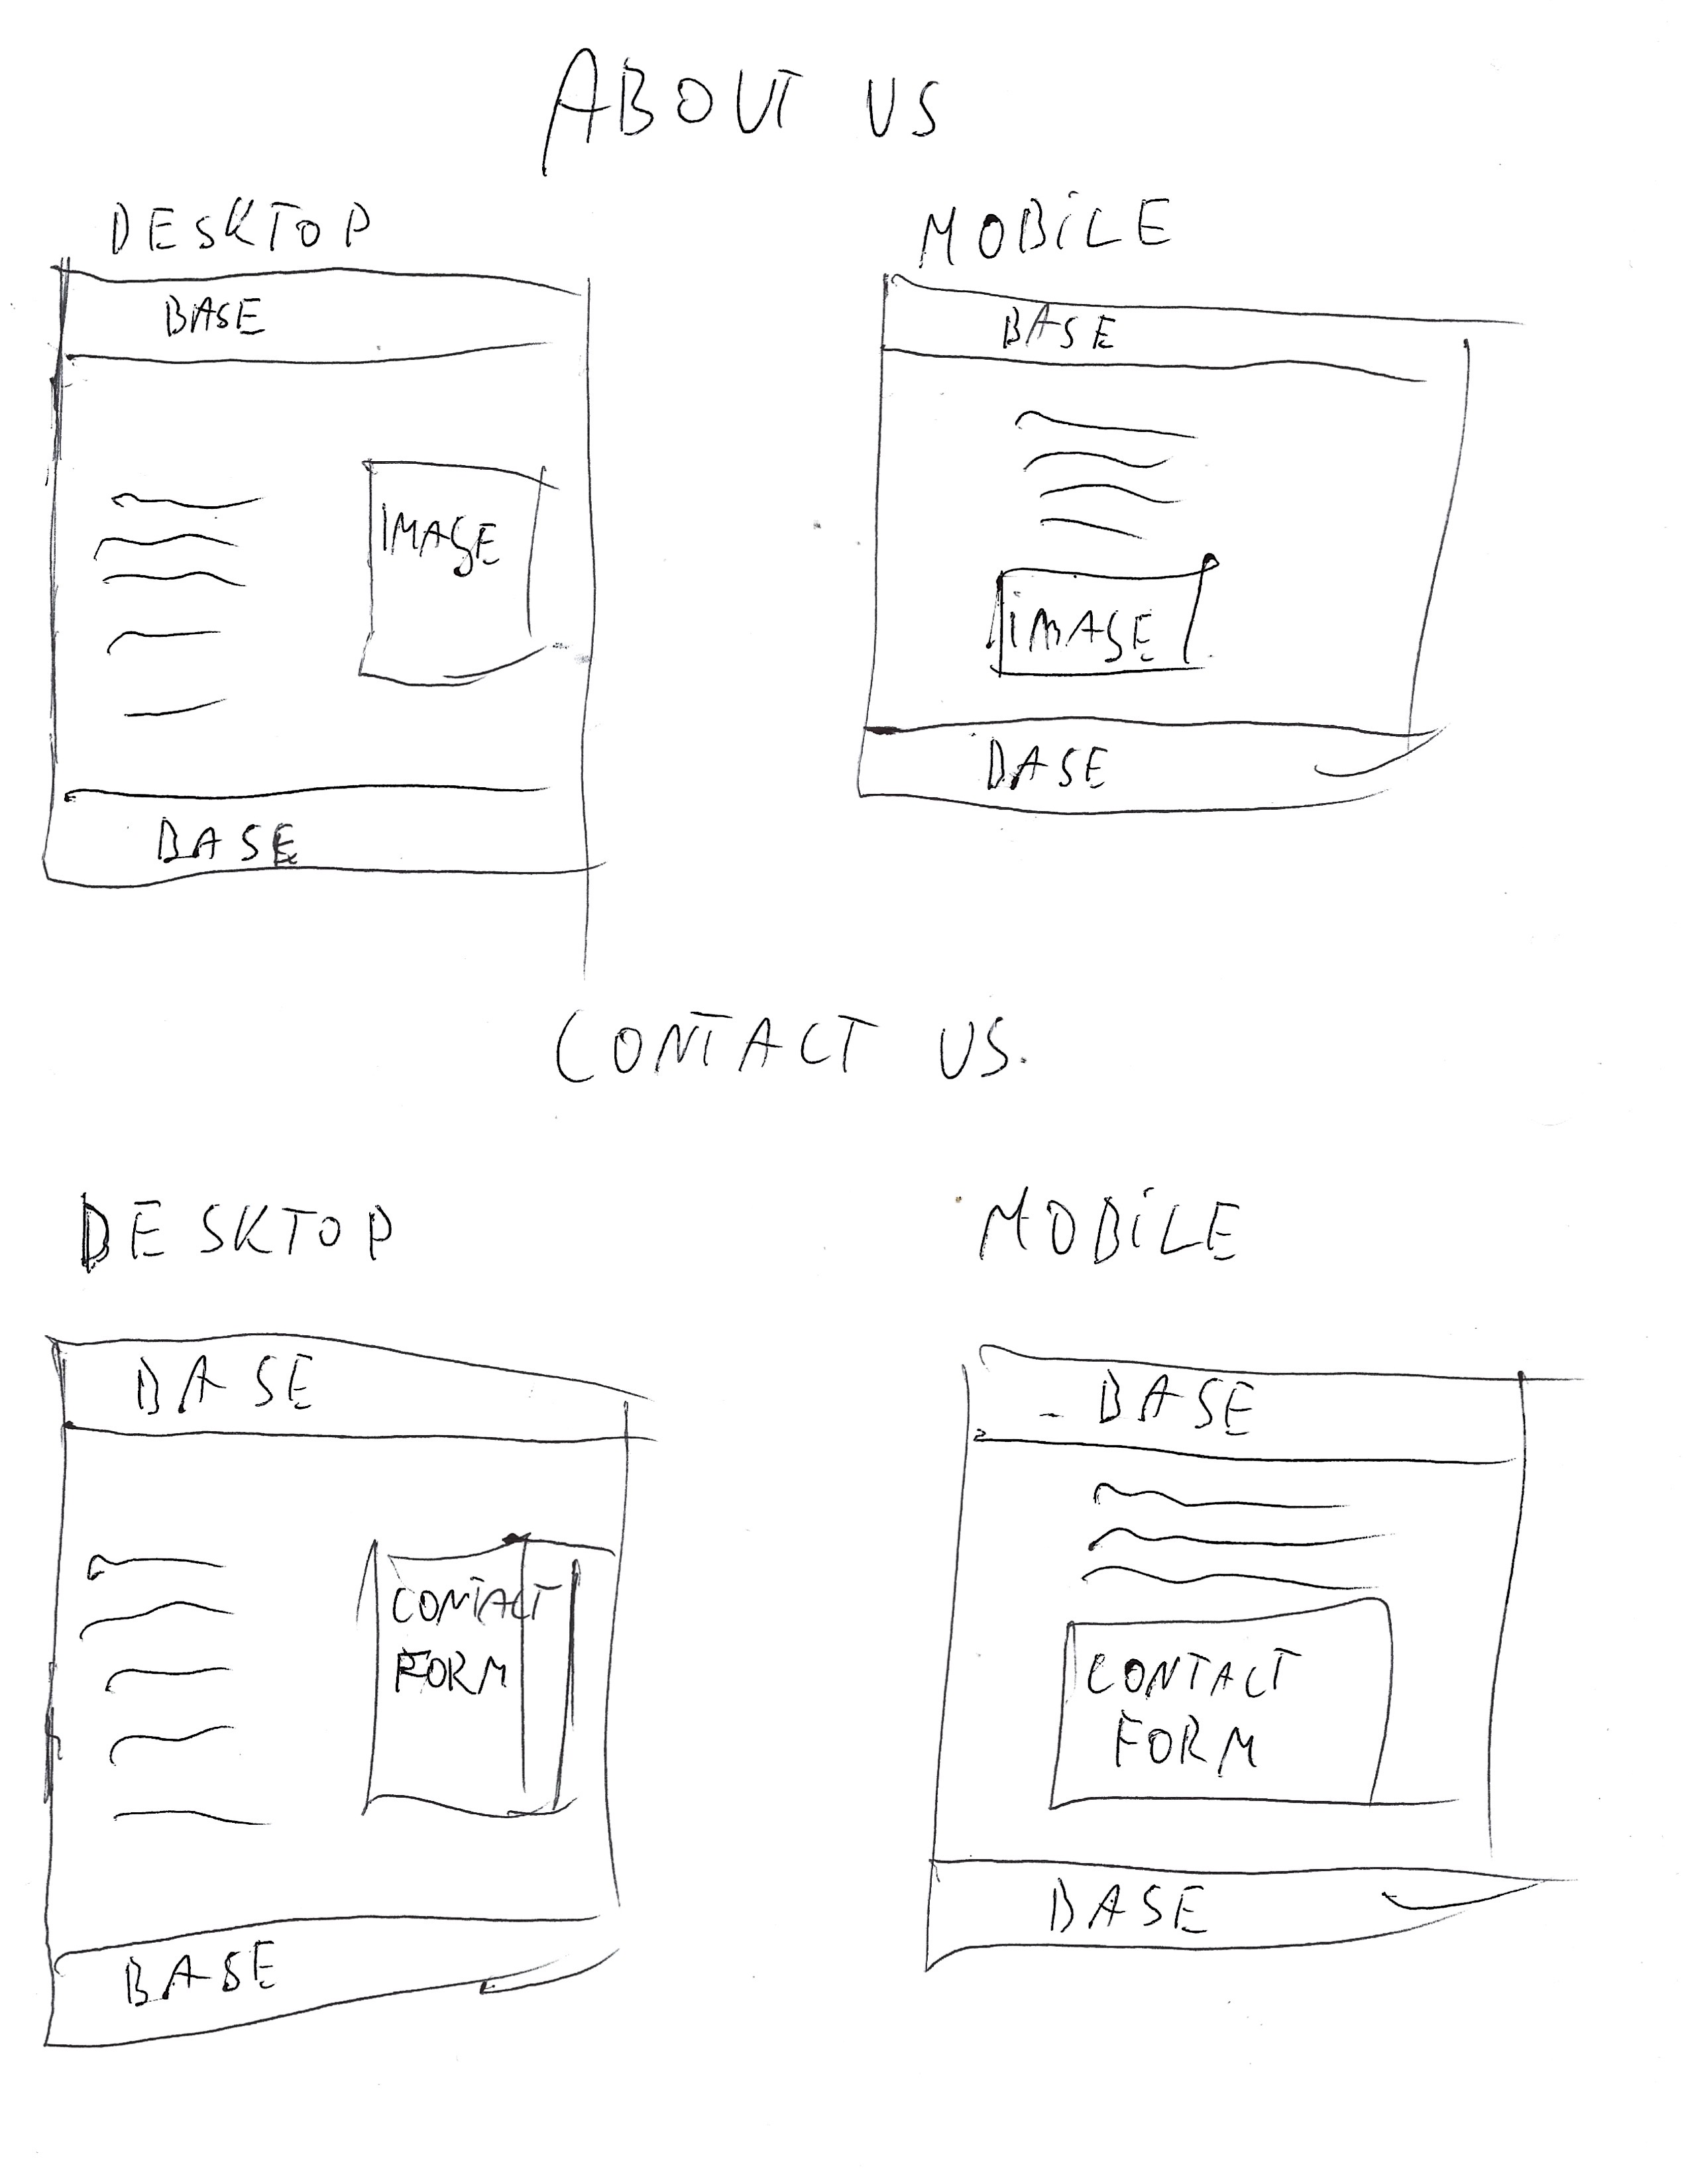 ABOUT US
DESKTOP
MOBILE
BASE
BASE
IMAGE
IMAGE
BASE
BASE
CONTACT US.
DESKTOP
MOBILE
BASE
BASE
CONTACT
FORM
CONTACT
FORM
BASE
BASE